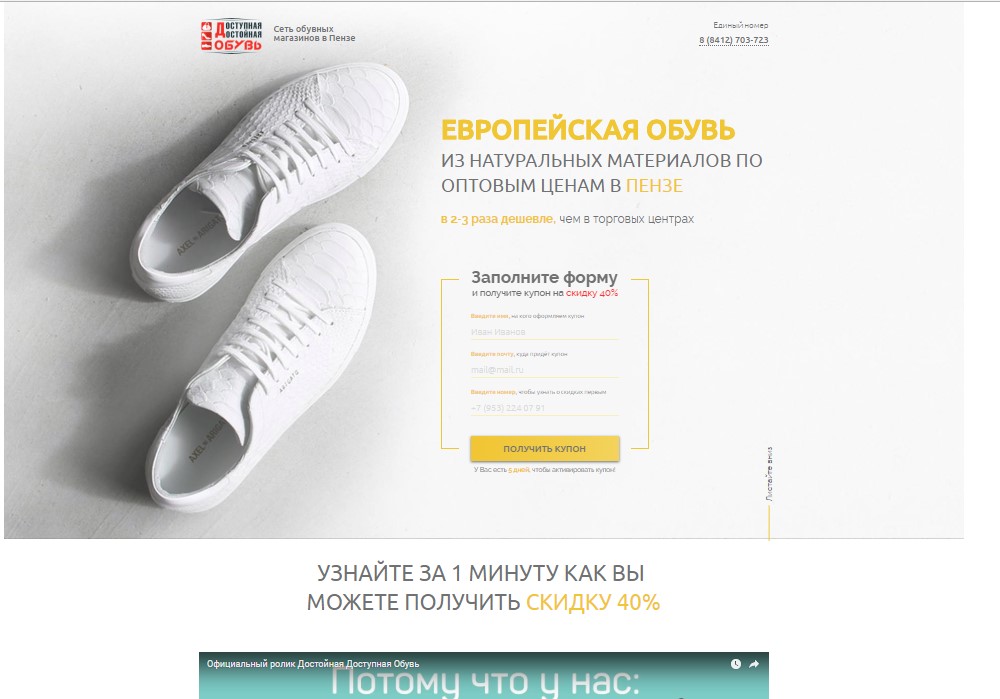 ДОСТУПНАЯ
ДОСТОЙНАЯ
ОБУВЬ
Сеть обувных
магазинов в Пензе
Единый номер
8 (8412) 703-723
ЕВРОПЕЙСКАЯ ОБУВЬ
ИЗ НАТУРАЛЬНЫХ МАТЕРИАЛОВ ПО
ОПТОВЫМ ЦЕНАМ В ПЕНЗЕ
в 2-3 раза дешевле, чем в торговых центрах
Заполните форму
и получите купон на скидку 40%
Введите имя, на кого оформляем купон
Иван Иванов
Введите почту, куда придёт купон
mail@mail.ru
Введите номер, чтобы узнать о скидках первым
+7 (953) 224 07 91
ПОЛУЧИТЬ КУПОН
У Вас есть 5 дней, чтобы активировать купон!
Листайте вниз
AXEL ARIGATO
УЗНАЙТЕ ЗА 1 МИНУТУ КАК ВЫ
МОЖЕТЕ ПОЛУЧИТЬ СКИДКУ 40%
Официальный ролик Достойная Доступная Обувь
Потому что у нас: